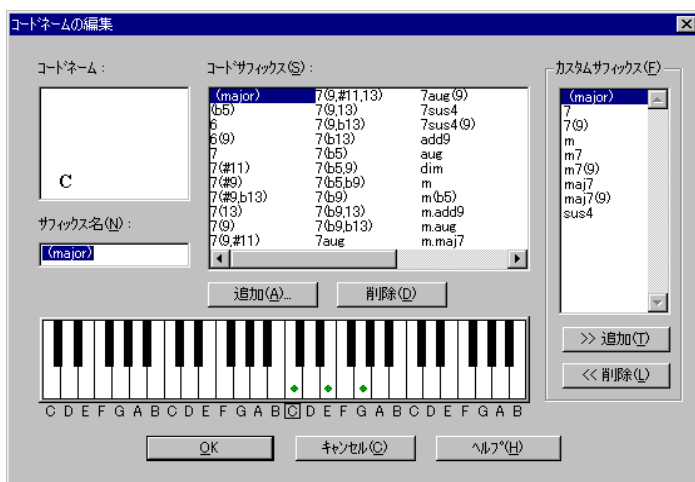 コードネームの編集
コードネーム：
C
サフィックス名(N)：
(major)
コードサフィックス(S)：
(major) 7(9,#11,13) 7aug(9)
(b5) 7(9,13) 7sus4
6 7(9,b13) 7sus4(9)
6(9) 7(b13) add9
7 7(b5) aug
7(#11) 7(b5,9) dim
7(#9) 7(b5,b9) m
7(#9,b13) 7(b9) m(b5)
7(13) 7(b9,13) m.add9
7(9) 7(b9,b13) m.aug
7(9,#11) 7aug m.maj7
追加(A)... 削除(D)
カスタムサフィックス(F)
(major)
7
7(9)
m
m7
m7(9)
maj7
maj7(9)
sus4
>> 追加(T)
<< 削除(L)
C D E F G A B C D E F G A B C D E F G A B C D E F G A B
OK キャンセル(C) ヘルプ(H)